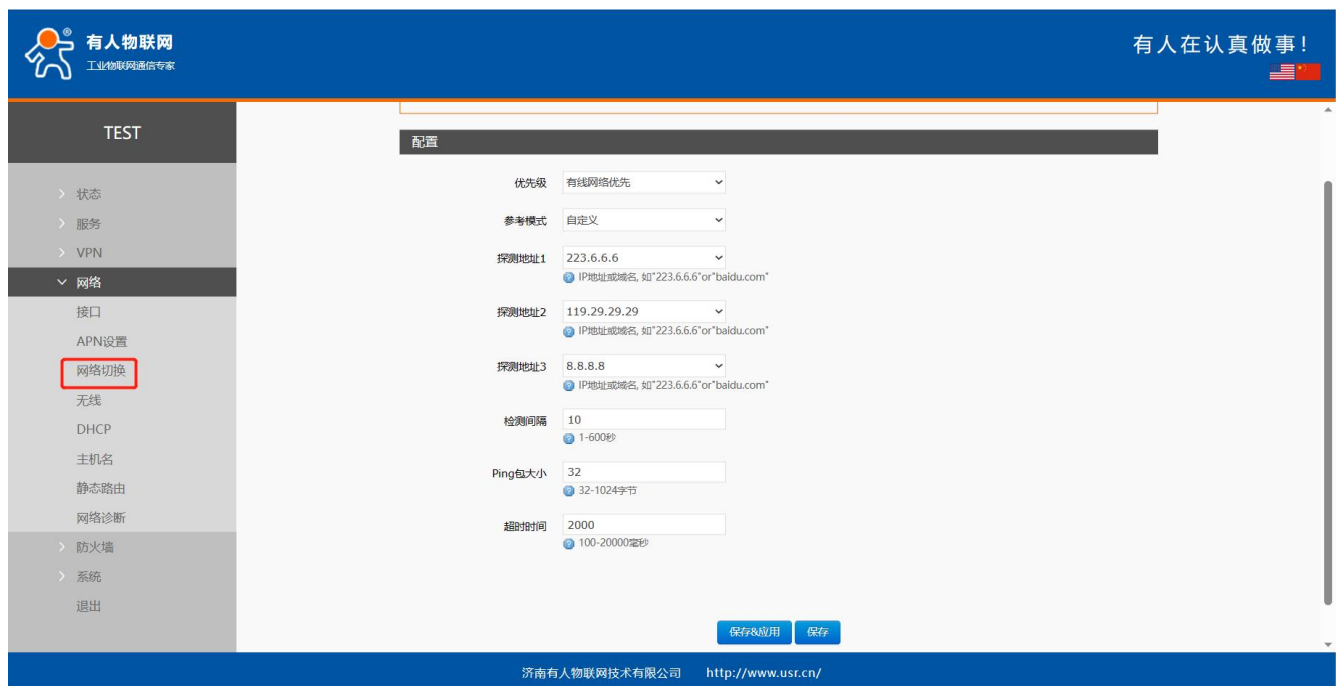 有人物联网
工业物联网通信专家
有人在认真做事!
TEST
状态
服务
VPN
网络
接口
APN设置
网络切换
无线
DHCP
主机名
静态路由
网络诊断
防火墙
系统
退出
配置
优先级 有线网络优先
参考模式 自定义
探测地址1 223.6.6.6
IP地址或域名, 如"223.6.6.6"or"baidu.com"
探测地址2 119.29.29.29
IP地址或域名, 如"223.6.6.6"or"baidu.com"
探测地址3 8.8.8.8
IP地址或域名, 如"223.6.6.6"or"baidu.com"
检测间隔 10
1-600秒
Ping包大小 32
32-1024字节
超时时间 2000
100-20000毫秒
保存&应用 保存
济南有人物联网技术有限公司 http://www.usr.cn/